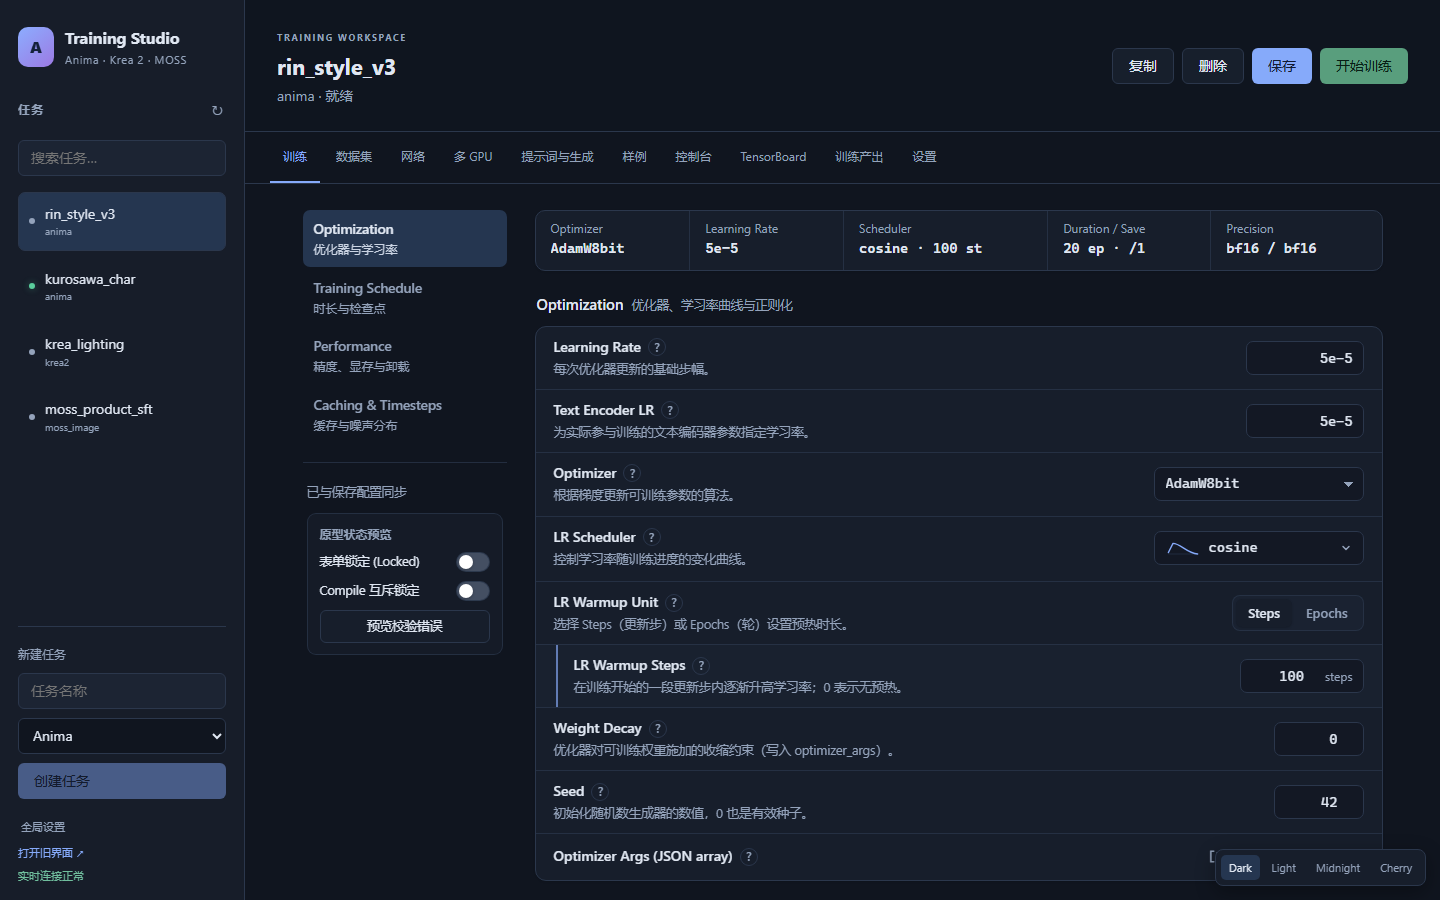 A
Training Studio
Anima · Krea 2 · MOSS
任务
↻
搜索任务...
rin_style_v3
anima
kurosawa_char
anima
krea_lighting
krea2
moss_product_sft
moss_image
新建任务
任务名称
Anima
创建任务
全局设置
打开旧界面 ↗
实时连接正常
TRAINING WORKSPACE
rin_style_v3
anima · 就绪
复制
删除
保存
开始训练
训练
数据集
网络
多 GPU
提示词与生成
样例
控制台
TensorBoard
训练产出
设置
Optimization
优化器与学习率
Training Schedule
时长与检查点
Performance
精度、显存与卸载
Caching & Timesteps
缓存与噪声分布
已与保存配置同步
原型状态预览
表单锁定 (Locked)
Compile 互斥锁定
预览校验错误
Optimizer
AdamW8bit
Learning Rate
5e-5
Scheduler
cosine · 100 st
Duration / Save
20 ep · /1
Precision
bf16 / bf16
Optimization 优化器、学习率曲线与正则化
Learning Rate ?
每次优化器更新的基础步幅。
5e-5
Text Encoder LR ?
为实际参与训练的文本编码器参数指定学习率。
5e-5
Optimizer ?
根据梯度更新可训练参数的算法。
AdamW8bit
LR Scheduler ?
控制学习率随训练进度的变化曲线。
cosine
LR Warmup Unit ?
选择 Steps（更新步）或 Epochs（轮）设置预热时长。
Steps
Epochs
LR Warmup Steps ?
在训练开始的一段更新步内逐渐升高学习率；0 表示无预热。
100 steps
Weight Decay ?
优化器对可训练权重施加的收缩约束（写入 optimizer_args）。
0
Seed ?
初始化随机数生成器的数值，0 也是有效种子。
42
Optimizer Args (JSON array) ?
[
Dark
Light
Midnight
Cherry